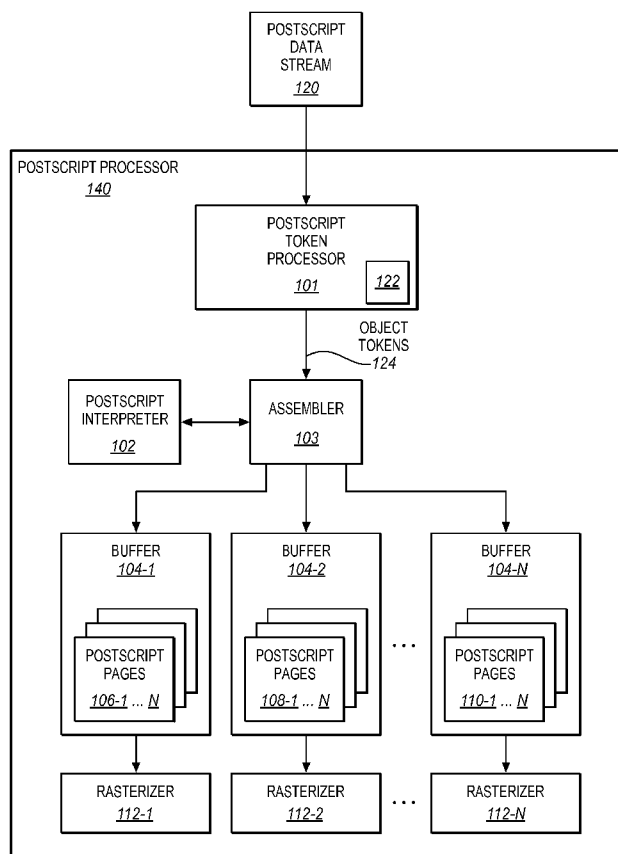 POSTSCRIPT
DATA
STREAM
120
POSTSCRIPT PROCESSOR
140
POSTSCRIPT
TOKEN
PROCESSOR
101
122
OBJECT
TOKENS
124
POSTSCRIPT
INTERPRETER
102
ASSEMBLER
103
BUFFER
104-1
POSTSCRIPT
PAGES
106-1 ... N
BUFFER
104-2
POSTSCRIPT
PAGES
108-1 ... N
...
BUFFER
104-N
POSTSCRIPT
PAGES
110-1 ... N
RASTERIZER
112-1
RASTERIZER
112-2
...
RASTERIZER
112-N